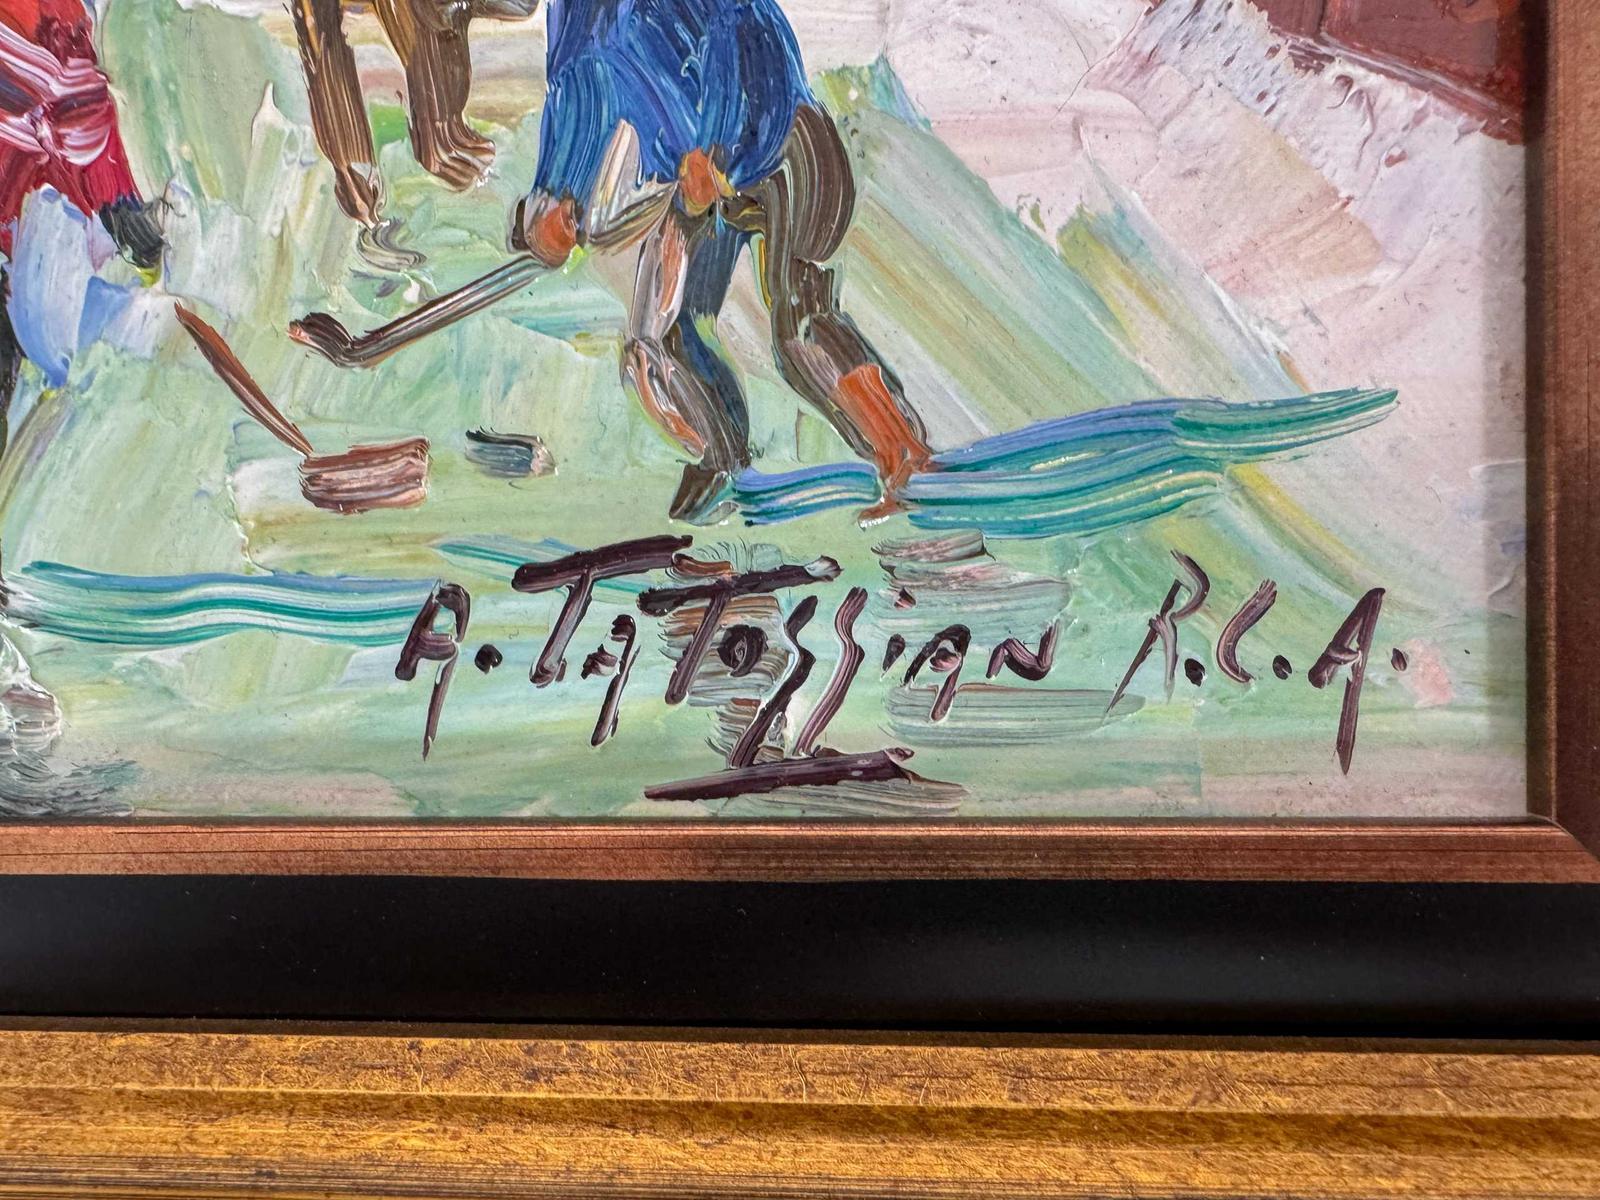 A. TATOSSIAN R.C.A.